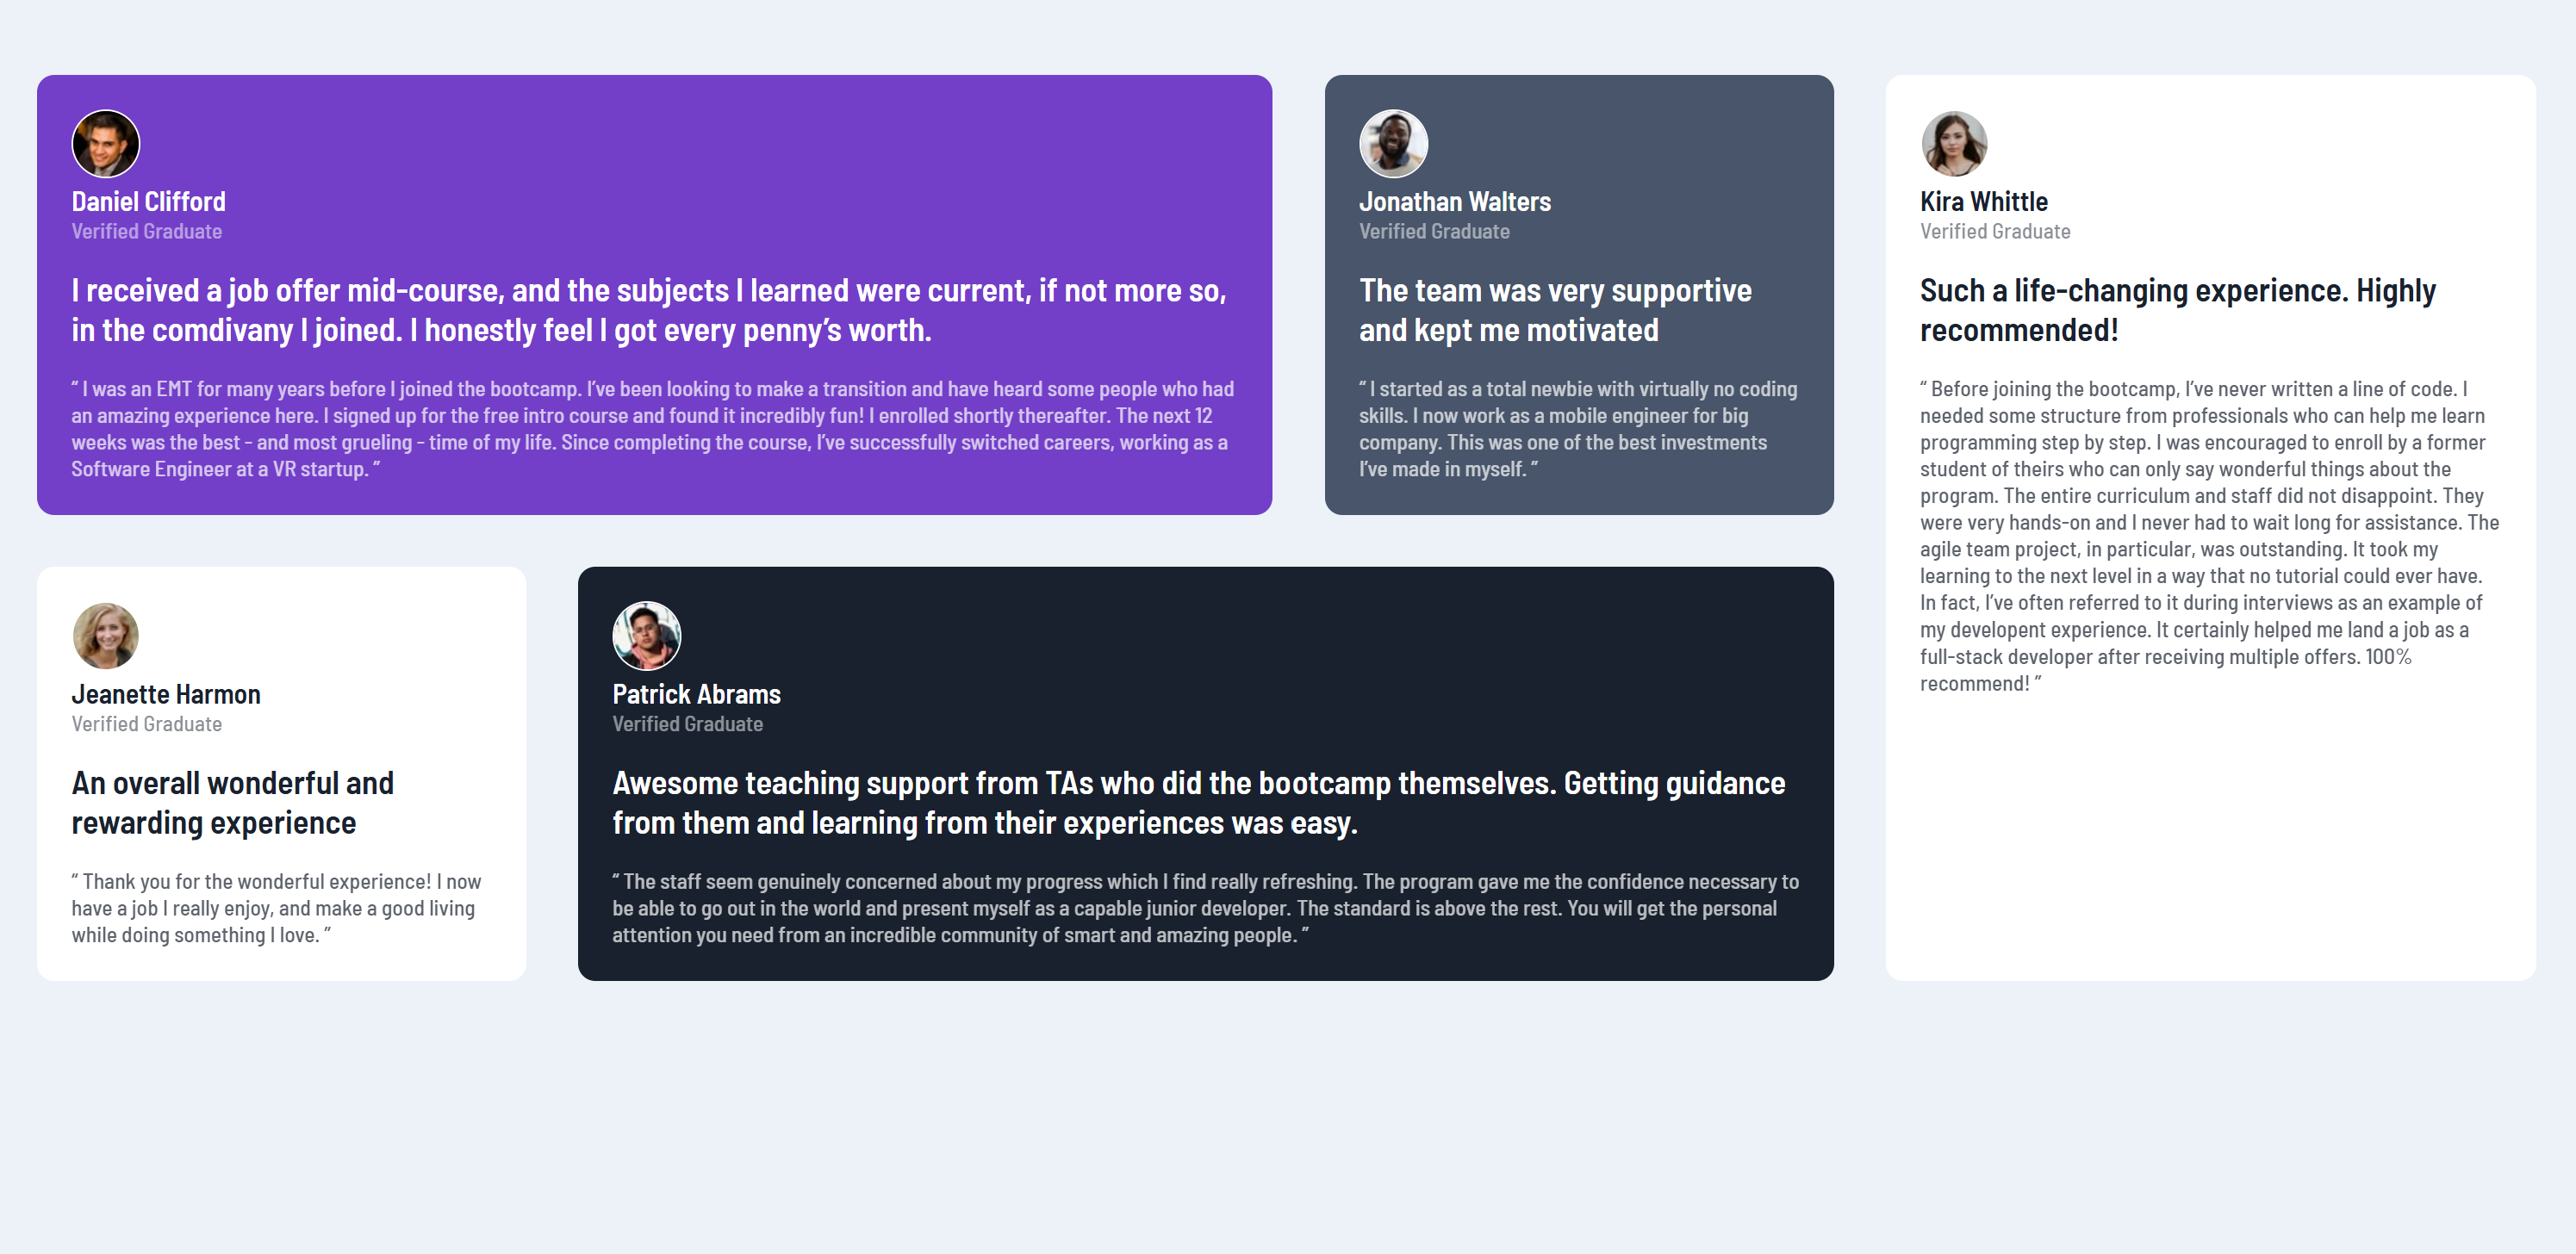 Daniel Clifford
Verified Graduate
I received a job offer mid-course, and the subjects I learned were current, if not more so,
in the comdivany I joined. I honestly feel I got every penny’s worth.
“ I was an EMT for many years before I joined the bootcamp. I’ve been looking to make a transition and have heard some people who had
an amazing experience here. I signed up for the free intro course and found it incredibly fun! I enrolled shortly thereafter. The next 12
weeks was the best - and most grueling - time of my life. Since completing the course, I’ve successfully switched careers, working as a
Software Engineer at a VR startup. ”
Jonathan Walters
Verified Graduate
The team was very supportive
and kept me motivated
“ I started as a total newbie with virtually no coding
skills. I now work as a mobile engineer for big
company. This was one of the best investments
I’ve made in myself. ”
Kira Whittle
Verified Graduate
Such a life-changing experience. Highly
recommended!
“ Before joining the bootcamp, I’ve never written a line of code. I
needed some structure from professionals who can help me learn
programming step by step. I was encouraged to enroll by a former
student of theirs who can only say wonderful things about the
program. The entire curriculum and staff did not disappoint. They
were very hands-on and I never had to wait long for assistance. The
agile team project, in particular, was outstanding. It took my
learning to the next level in a way that no tutorial could ever have.
In fact, I’ve often referred to it during interviews as an example of
my developent experience. It certainly helped me land a job as a
full-stack developer after receiving multiple offers. 100%
recommend! ”
Jeanette Harmon
Verified Graduate
An overall wonderful and
rewarding experience
“ Thank you for the wonderful experience! I now
have a job I really enjoy, and make a good living
while doing something I love. ”
Patrick Abrams
Verified Graduate
Awesome teaching support from TAs who did the bootcamp themselves. Getting guidance
from them and learning from their experiences was easy.
“ The staff seem genuinely concerned about my progress which I find really refreshing. The program gave me the confidence necessary to
be able to go out in the world and present myself as a capable junior developer. The standard is above the rest. You will get the personal
attention you need from an incredible community of smart and amazing people. ”